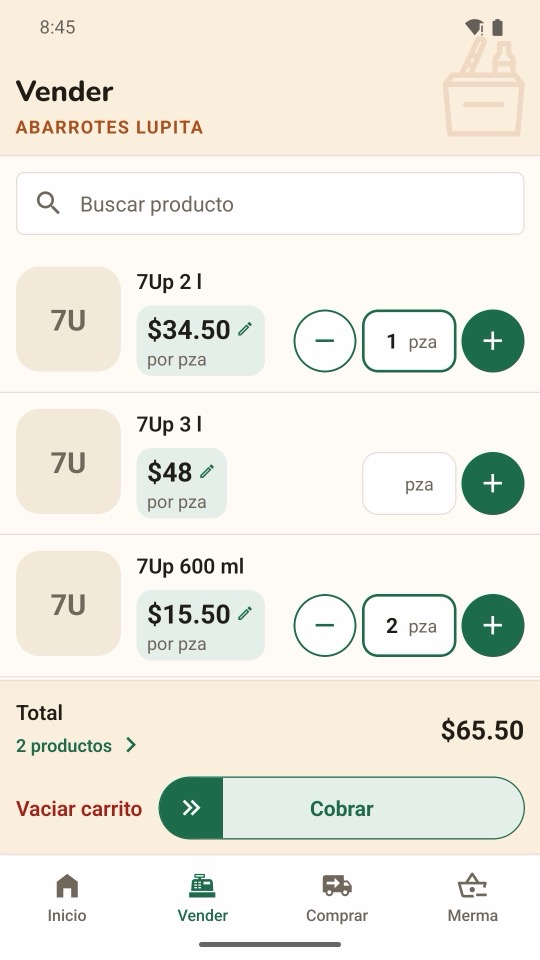 8:45
Vender
ABARROTES LUPITA
Buscar producto
7U
7Up 2 l
$34.50
por pza
1 pza
7U
7Up 3 l
$48
por pza
pza
7U
7Up 600 ml
$15.50
por pza
2 pza
Total
2 productos
$65.50
Vaciar carrito
Cobrar
Inicio
Vender
Comprar
Merma